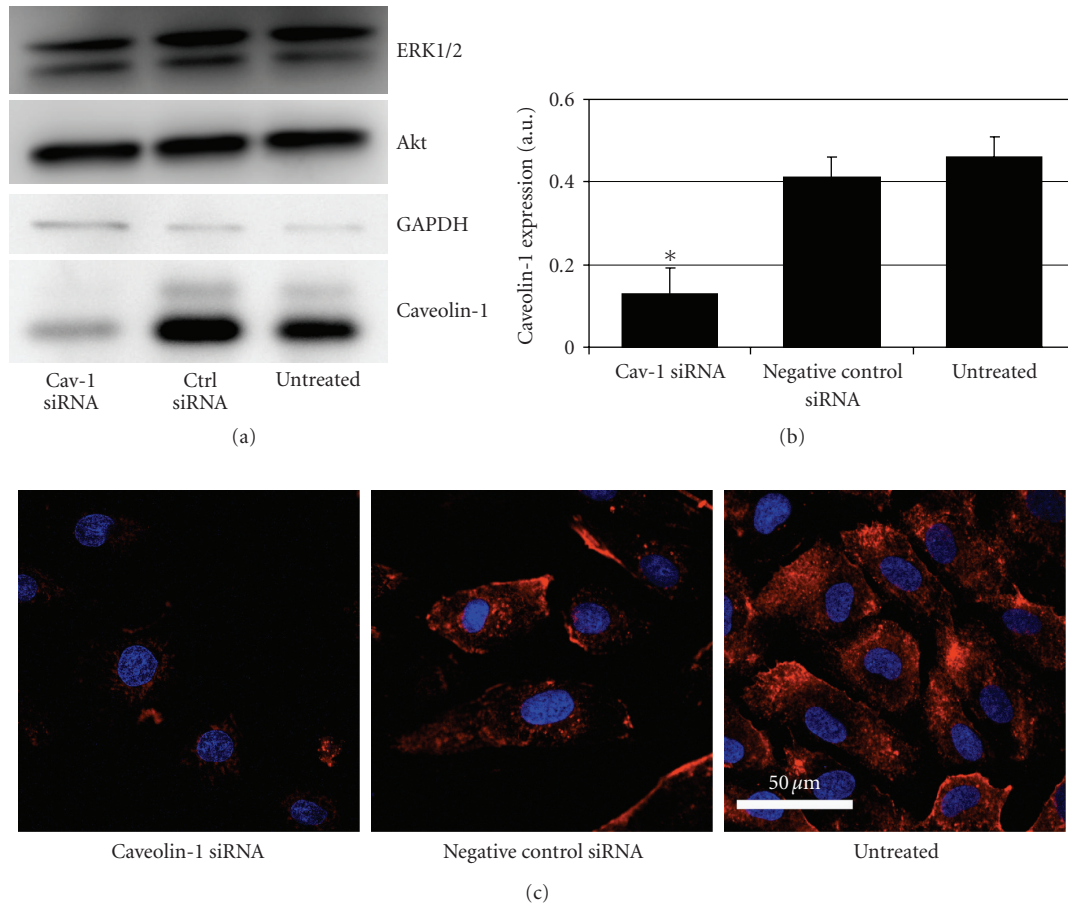 ERK1/2
Akt
GAPDH
Caveolin-1
Cav-1
siRNA
Ctrl
siRNA
Untreated
(a)
Caveolin-1 expression (a.u.)
0.6
0.4
0.2
0
*
Cav-1 siRNA
Negative control
siRNA
Untreated
(b)
50 µm
Caveolin-1 siRNA
Negative control siRNA
Untreated
(c)